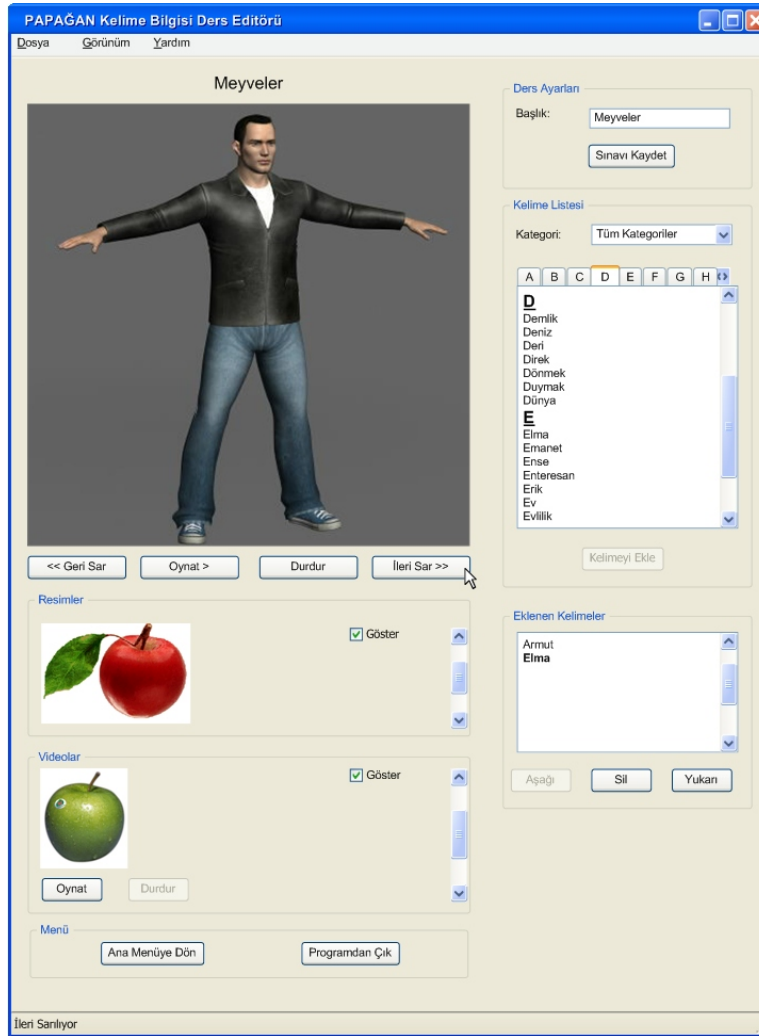 PAPAĞAN Kelime Bilgisi Ders Editörü
Dosya Görünüm Yardım
Meyveler
<< Geri Sar
Oynat >
Durdur
İleri Sar >>
Resimler
Göster
Videolar
Göster
Oynat
Durdur
Menü
Ana Menüye Dön
Programdan Çık
Ders Ayarları
Başlık: Meyveler
Sınavı Kaydet
Kelime Listesi
Kategori: Tüm Kategoriler
A B C D E F G H
D
Demlik
Deniz
Deri
Direk
Dönmek
Duymak
Dünya
E
Elma
Emanet
Ense
Enteresan
Erik
Ev
Evlilik
Kelimeyi Ekle
Eklenen Kelimeler
Armut
Elma
Aşağı
Sil
Yukarı
İleri Sarılıyor